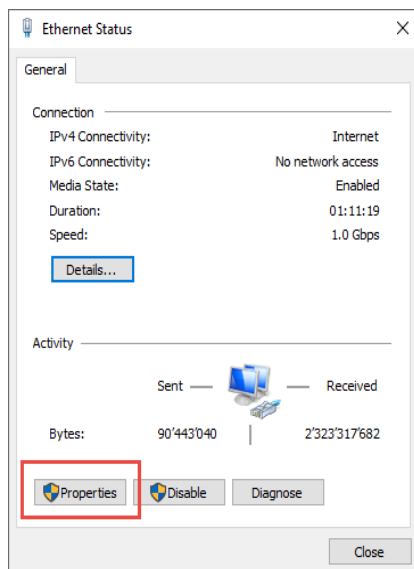 Ethernet Status
General
Connection
IPv4 Connectivity: Internet
IPv6 Connectivity: No network access
Media State: Enabled
Duration: 01:11:19
Speed: 1.0 Gbps
Details...
Activity
Sent Received
Bytes: 90'443'040 2'323'317'682
Properties Disable Diagnose
Close